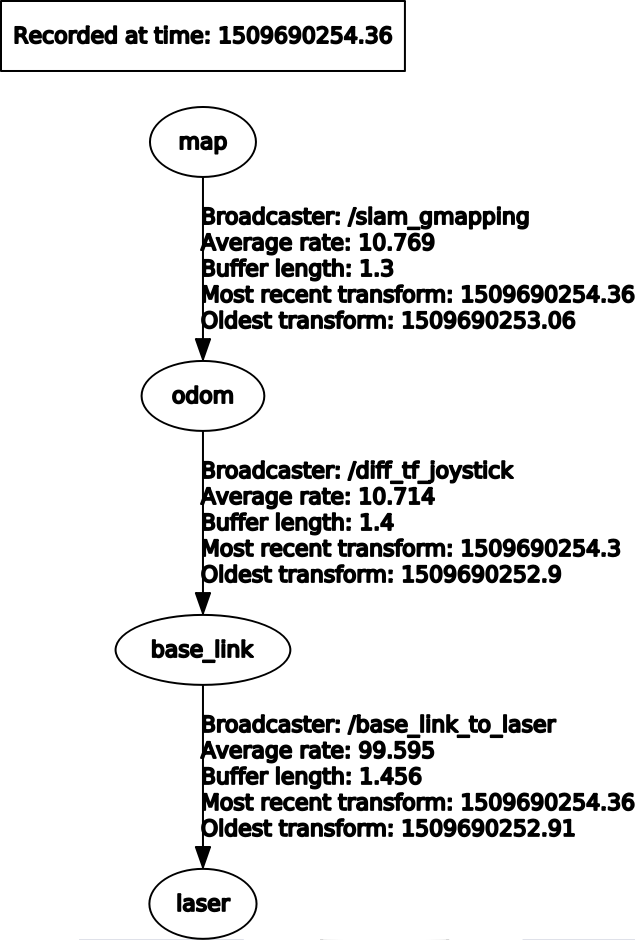 Recorded at time: 1509690254.36
map
Broadcaster: /slam_gmapping
Average rate: 10.769
Buffer length: 1.3
Most recent transform: 1509690254.36
Oldest transform: 1509690253.06
odom
Broadcaster: /diff_tf_joystick
Average rate: 10.714
Buffer length: 1.4
Most recent transform: 1509690254.3
Oldest transform: 1509690252.9
base_link
Broadcaster: /base_link_to_laser
Average rate: 99.595
Buffer length: 1.456
Most recent transform: 1509690254.36
Oldest transform: 1509690252.91
laser